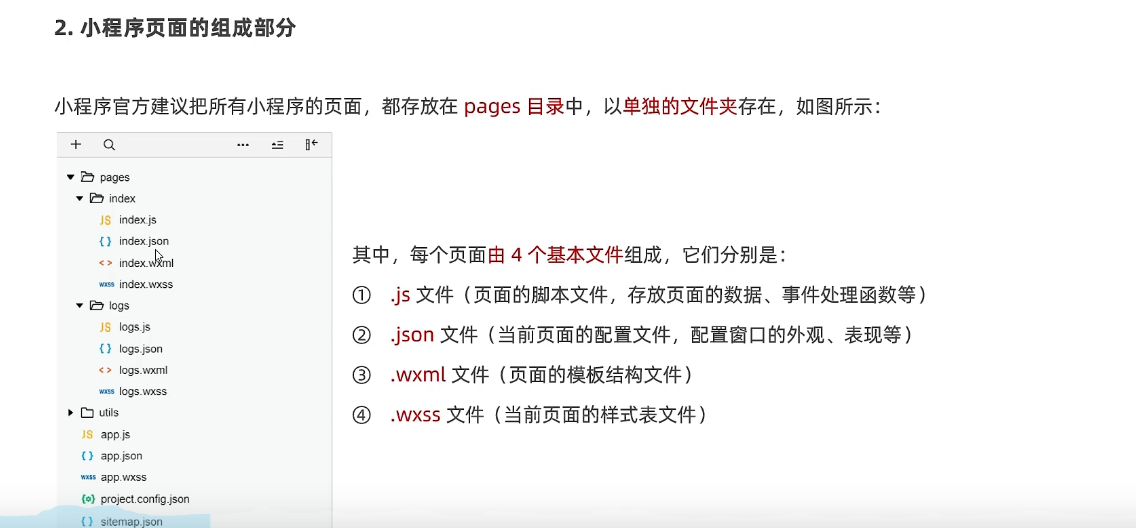 2. 小程序页面的组成部分
小程序官方建议把所有小程序的页面，都存放在 pages 目录中，以单独的文件夹存在，如图所示：
pages
index
JS index.js
{ } index.json
< > index.wxml
wxss index.wxss
logs
JS logs.js
{ } logs.json
< > logs.wxml
wxss logs.wxss
utils
JS app.js
{ } app.json
wxss app.wxss
{o} project.config.json
{ } sitemap.json
其中，每个页面由 4 个基本文件组成，它们分别是：
① .js 文件（页面的脚本文件，存放页面的数据、事件处理函数等）
② .json 文件（当前页面的配置文件，配置窗口的外观、表现等）
③ .wxml 文件（页面的模板结构文件）
④ .wxss 文件（当前页面的样式表文件）